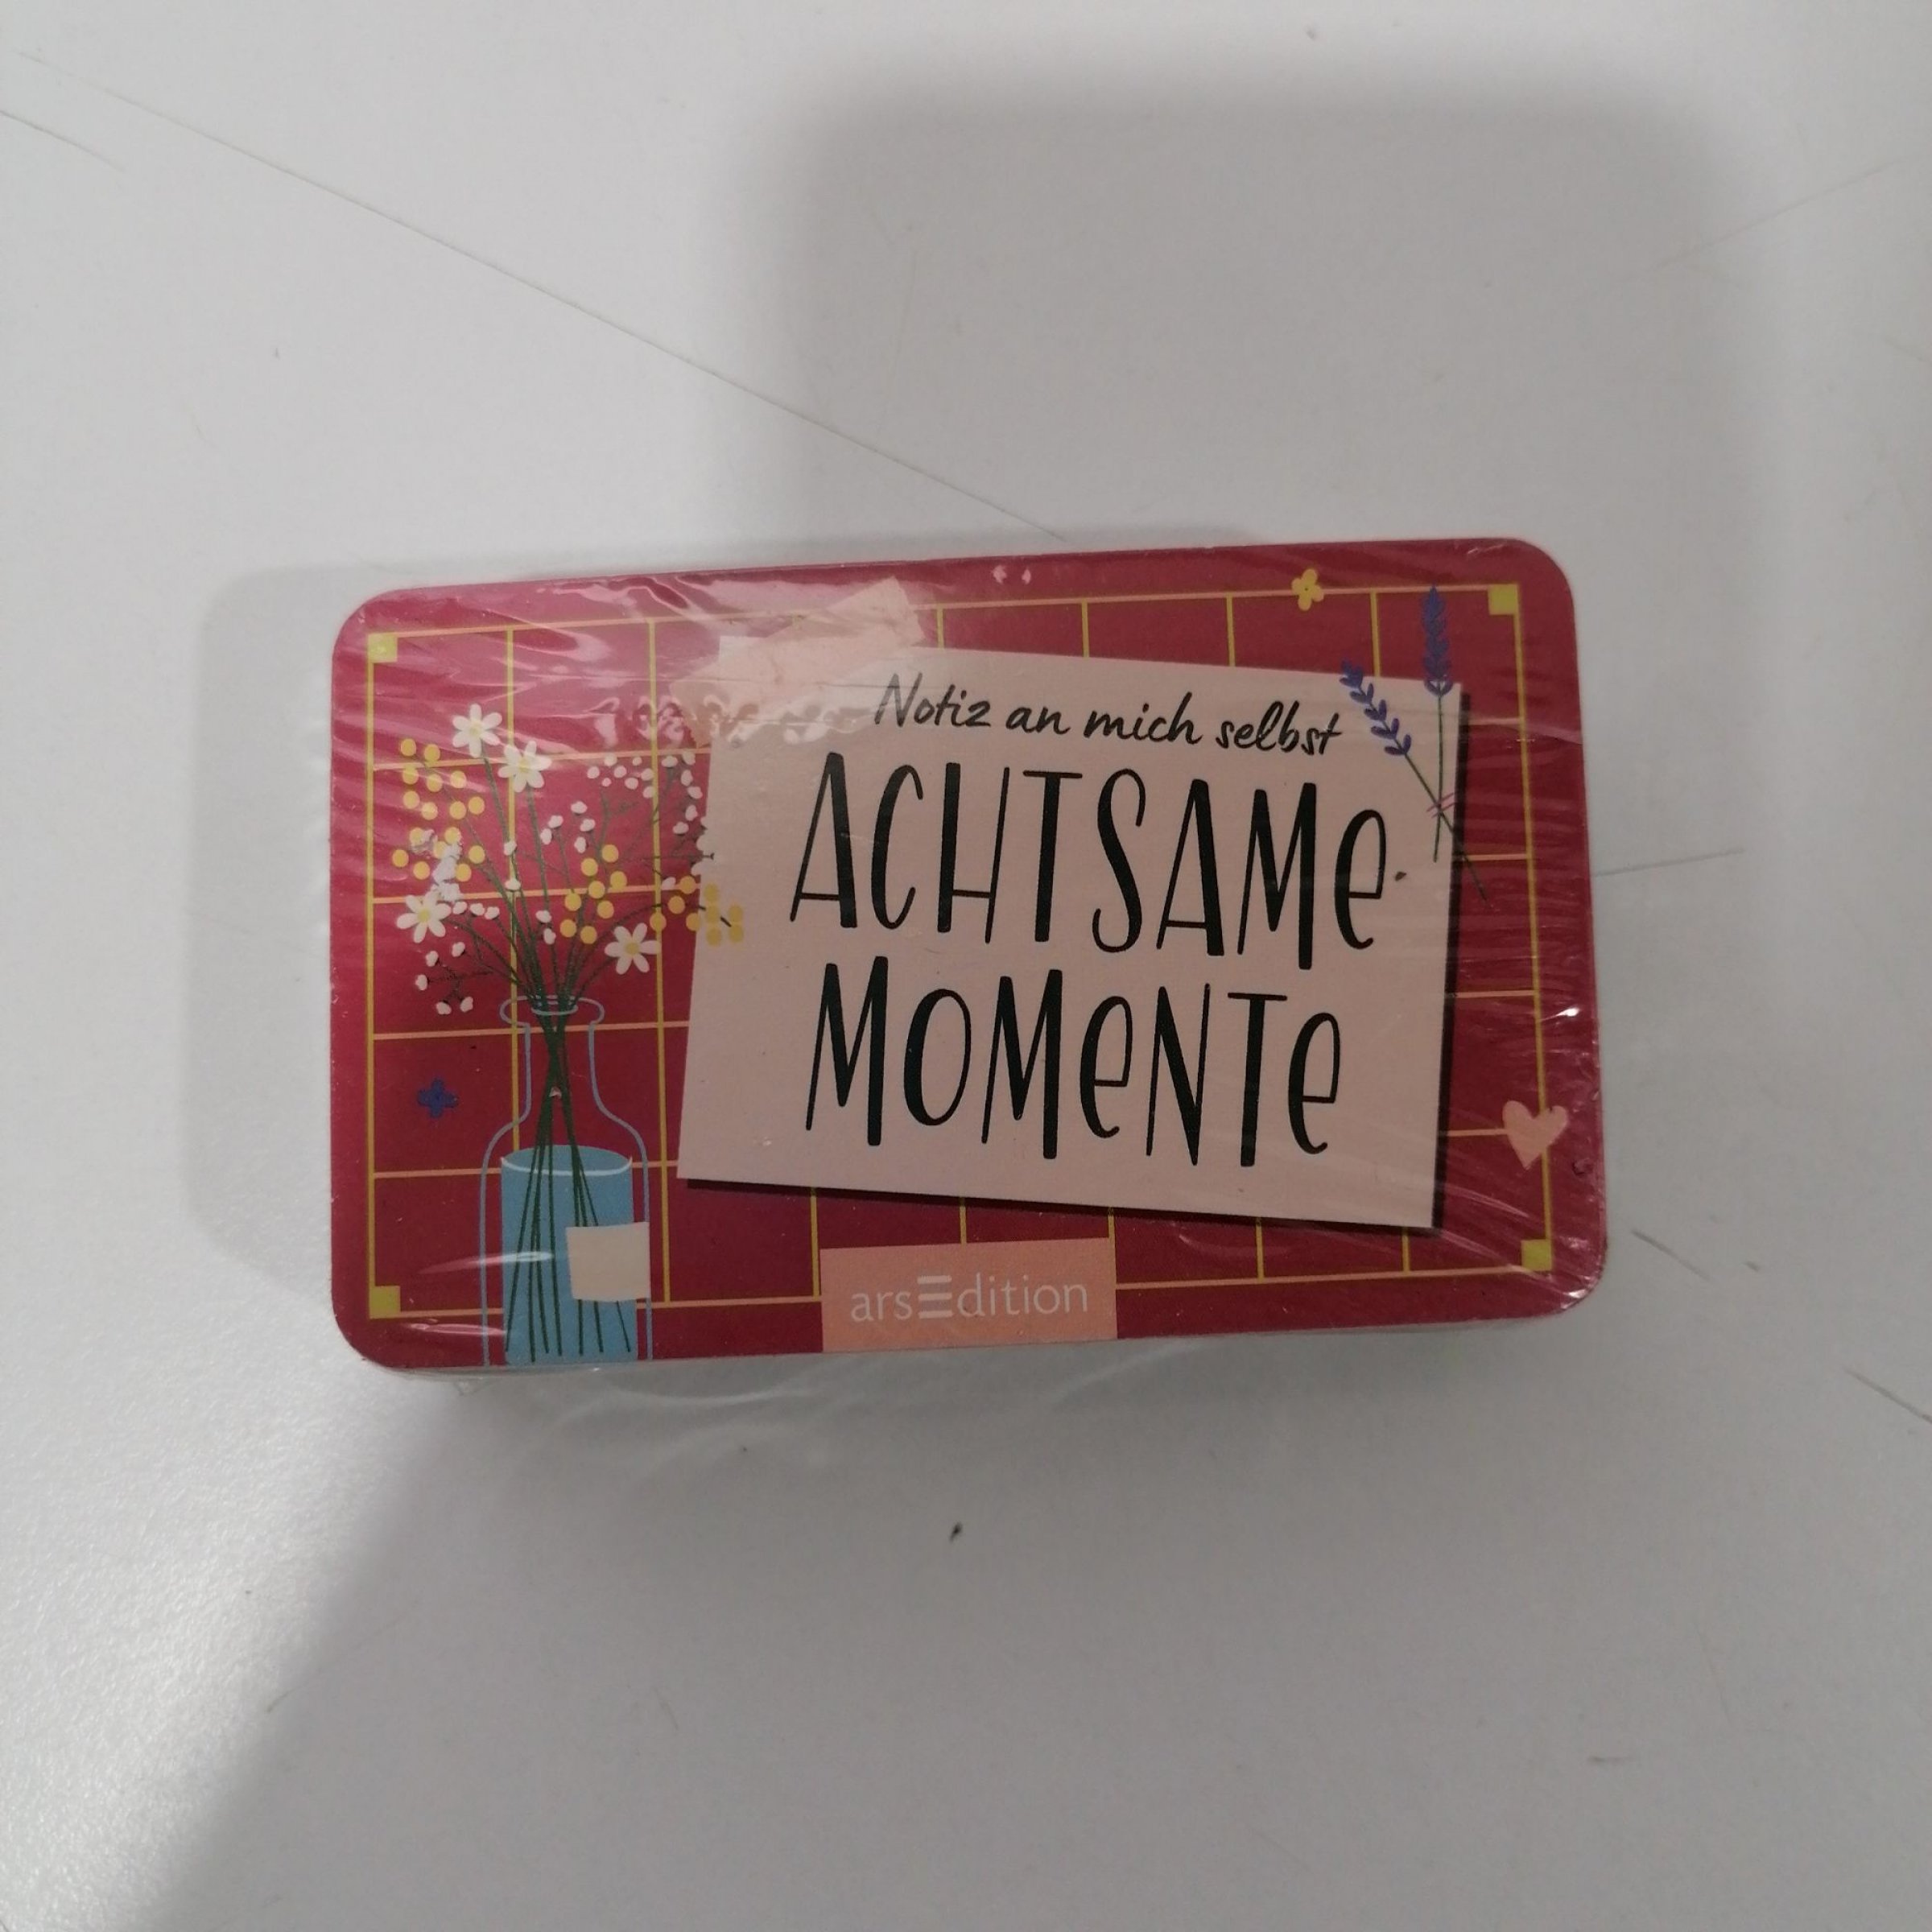 Notiz an mich selbst
ACHTSAMe
MOMeNTe
arsEdition